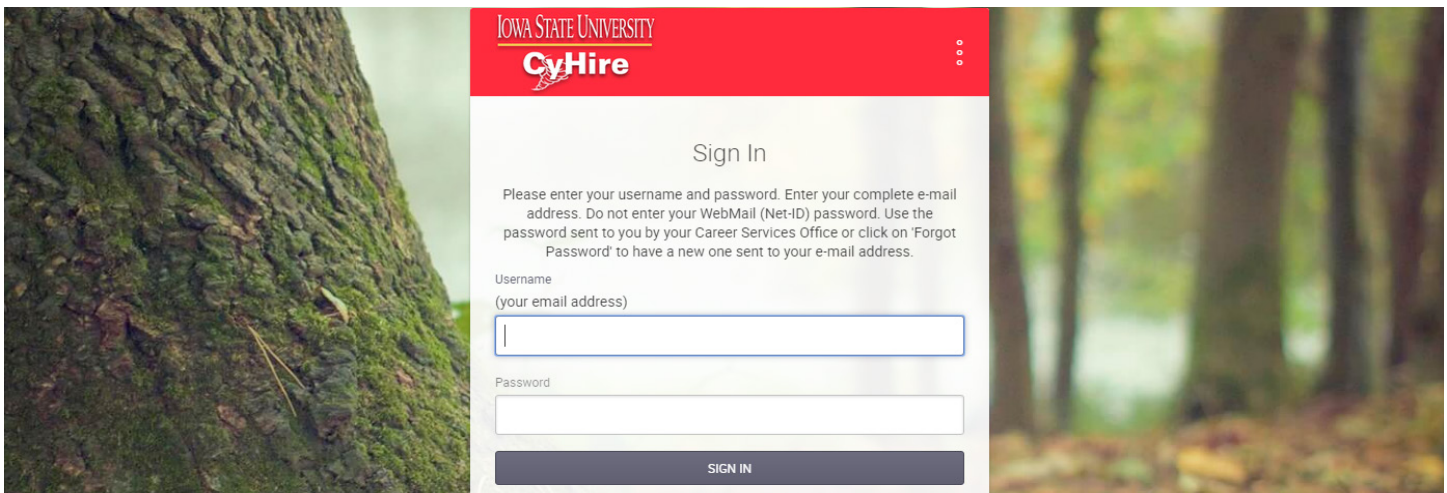 IOWA STATE UNIVERSITY
CyHire
Sign In
Please enter your username and password. Enter your complete e-mail
address. Do not enter your WebMail (Net-ID) password. Use the
password sent to you by your Career Services Office or click on 'Forgot
Password' to have a new one sent to your e-mail address.
Username
(your email address)
Password
SIGN IN